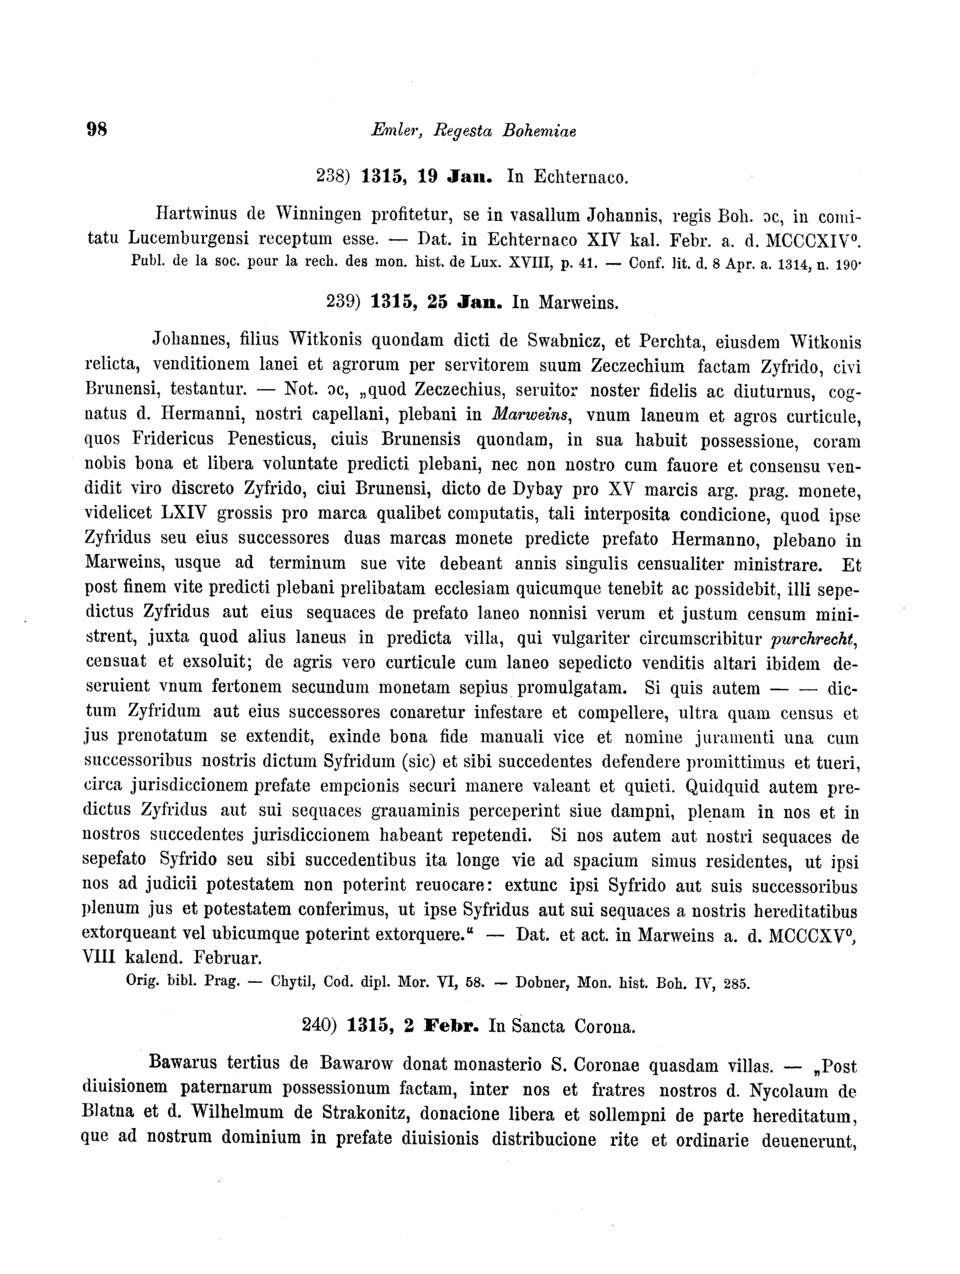 98 Emler, Regesta Bohemiae
238) 1315, 19 Jan. In Echternaco.
Hartwinus de Winningen profitetur, se in vasallum Johannis, regis Boh. ɔc, in comi-
tatu Lucemburgensi receptum esse. — Dat. in Echternaco XIV kal. Febr. a. d. MCCCXIV⁰.
Publ. de la soc. pour la rech. des mon. hist. de Lux. XVIII, p. 41. — Conf. lit. d. 8 Apr. a. 1314, n. 190·
239) 1315, 25 Jan. In Marweins.
Johannes, filius Witkonis quondam dicti de Swabnicz, et Perchta, eiusdem Witkonis
relicta, venditionem lanei et agrorum per servitorem suum Zeczechium factam Zyfrido, civi
Brunensi, testantur. — Not. ɔc, „quod Zeczechius, seruitor noster fidelis ac diuturnus, cog-
natus d. Hermanni, nostri capellani, plebani in Marweins, vnum laneum et agros curticule,
quos Fridericus Penesticus, ciuis Brunensis quondam, in sua habuit possessione, coram
nobis bona et libera voluntate predicti plebani, nec non nostro cum fauore et consensu ven-
didit viro discreto Zyfrido, ciui Brunensi, dicto de Dybay pro XV marcis arg. prag. monete,
videlicet LXIV grossis pro marca qualibet computatis, tali interposita condicione, quod ipse
Zyfridus seu eius successores duas marcas monete predicte prefato Hermanno, plebano in
Marweins, usque ad terminum sue vite debeant annis singulis censualiter ministrare. Et
post finem vite predicti plebani prelibatam ecclesiam quicumque tenebit ac possidebit, illi sepe-
dictus Zyfridus aut eius sequaces de prefato laneo nonnisi verum et justum censum mini-
strent, juxta quod alius laneus in predicta villa, qui vulgariter circumscribitur purchrecht,
censuat et exsoluit; de agris vero curticule cum laneo sepedicto venditis altari ibidem de-
seruient vnum fertonem secundum monetam sepius promulgatam. Si quis autem — — dic-
tum Zyfridum aut eius successores conaretur infestare et compellere, ultra quam census et
jus prenotatum se extendit, exinde bona fide manuali vice et nomine juramenti una cum
successoribus nostris dictum Syfridum (sic) et sibi succedentes defendere promittimus et tueri,
circa jurisdiccionem prefate empcionis securi manere valeant et quieti. Quidquid autem pre-
dictus Zyfridus aut sui sequaces grauaminis perceperint siue dampni, plenam in nos et in
nostros succedentes jurisdiccionem habeant repetendi. Si nos autem aut nostri sequaces de
sepefato Syfrido seu sibi succedentibus ita longe vie ad spacium simus residentes, ut ipsi
nos ad judicii potestatem non poterint reuocare: extunc ipsi Syfrido aut suis successoribus
plenum jus et potestatem conferimus, ut ipse Syfridus aut sui sequaces a nostris hereditatibus
extorqueant vel ubicumque poterint extorquere.“ — Dat. et act. in Marweins a. d. MCCCXV⁰,
VIII kalend. Februar.
Orig. bibl. Prag. — Chytil, Cod. dipl. Mor. VI, 58. — Dobner, Mon. hist. Boh. IV, 285.
240) 1315, 2 Febr. In Sancta Corona.
Bawarus tertius de Bawarow donat monasterio S. Coronae quasdam villas. — „Post
diuisionem paternarum possessionum factam, inter nos et fratres nostros d. Nycolaum de
Blatna et d. Wilhelmum de Strakonitz, donacione libera et sollempni de parte hereditatum,
que ad nostrum dominium in prefate diuisionis distribucione rite et ordinarie deuenerunt,